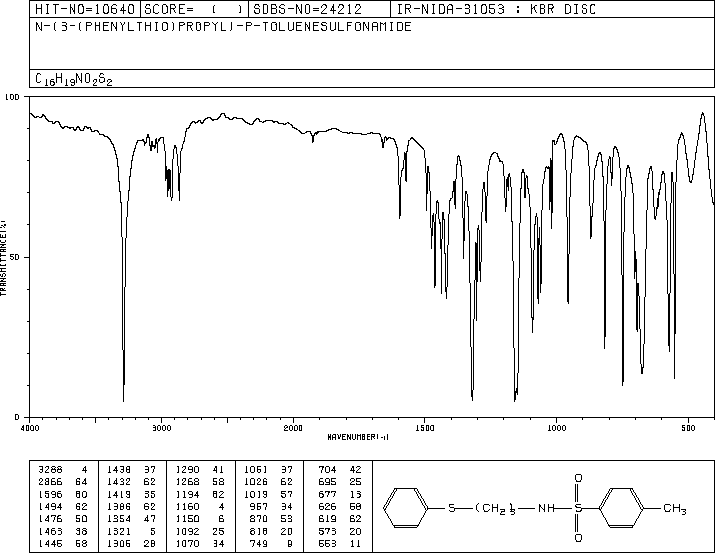 HIT-NO=10640 SCORE= ( ) SDBS-NO=24212 IR-NIDA-31053 : KBR DISC
N-(3-(PHENYLTHIO)PROPYL)-P-TOLUENESULFONAMIDE
C16H19NO2S2
100
50
0
TRANSMITTANCE(%)
4000 3000 2000 1500 1000 500
WAVENUMBER(-1)
3288 4 1438 37 1290 41 1061 37 704 42
2866 64 1432 62 1268 58 1026 62 695 25
1596 60 1419 35 1194 62 1019 57 677 13
1494 62 1386 62 1160 4 957 34 626 58
1476 50 1354 47 1150 6 870 53 619 62
1463 38 1321 5 1092 25 818 20 573 20
1445 58 1305 28 1070 34 749 9 553 11
S (CH2)3 NH S CH3
O
O